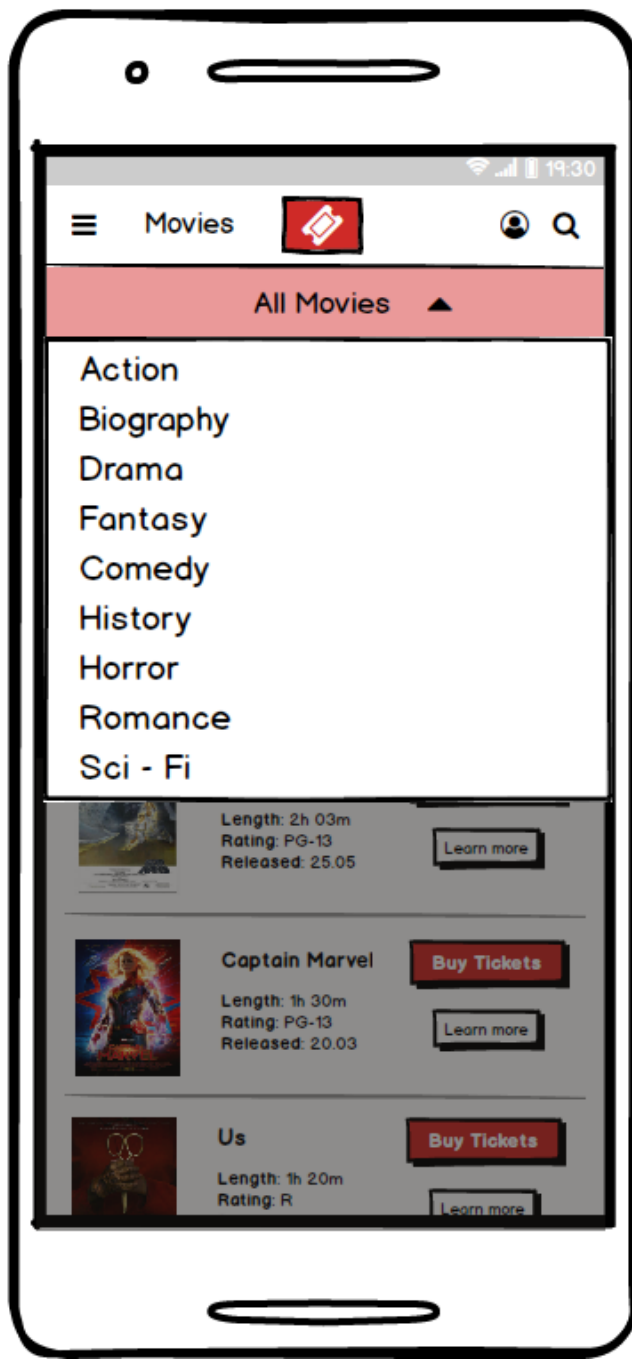 19:30
Movies
All Movies
Action
Biography
Drama
Fantasy
Comedy
History
Horror
Romance
Sci - Fi
Length: 2h 03m
Rating: PG-13
Released: 25.05
Learn more
Captain Marvel
Buy Tickets
Length: 1h 30m
Rating: PG-13
Released: 20.03
Learn more
Us
Buy Tickets
Length: 1h 20m
Rating: R
Learn more